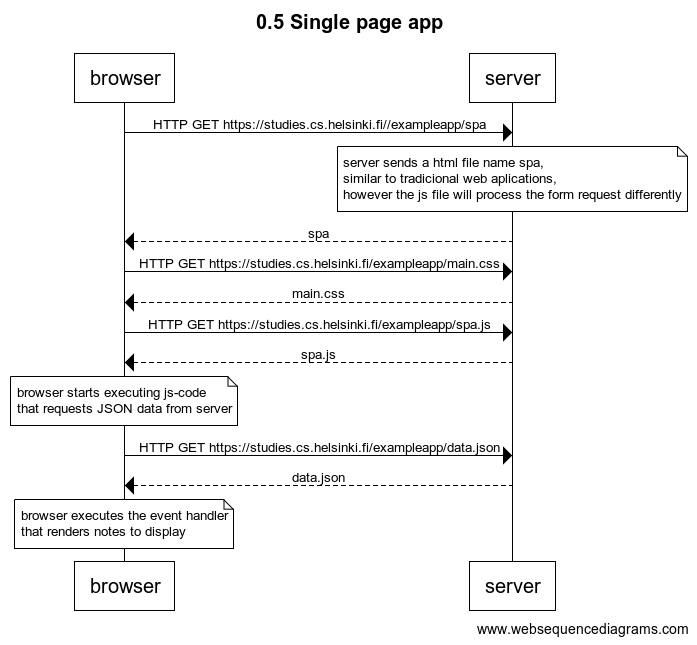 0.5 Single page app
browser
server
HTTP GET https://studies.cs.helsinki.fi//exampleapp/spa
server sends a html file name spa,
similar to tradicional web aplications,
however the js file will process the form request differently
spa
HTTP GET https://studies.cs.helsinki.fi/exampleapp/main.css
main.css
HTTP GET https://studies.cs.helsinki.fi/exampleapp/spa.js
spa.js
browser starts executing js-code
that requests JSON data from server
HTTP GET https://studies.cs.helsinki.fi/exampleapp/data.json
data.json
browser executes the event handler
that renders notes to display
browser
server
www.websequencediagrams.com